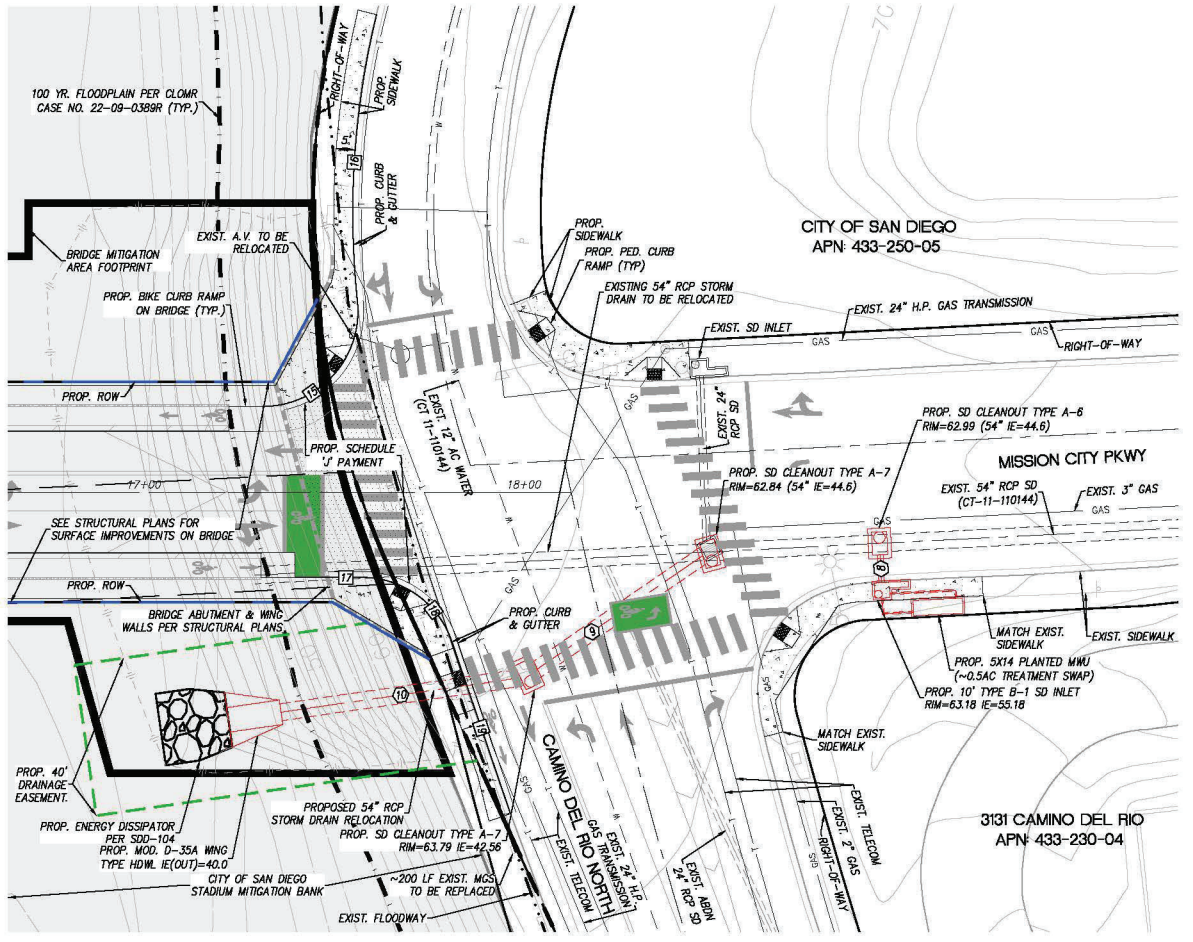 100 YR. FLOODPLAIN PER CLOMR
CASE NO. 22-09-0389R (TYP.)
RIGHT-OF-WAY
PROP.
SIDEWALK
16
PROP. CURB
& GUTTER
EXIST. A.V. TO BE
RELOCATED
BRIDGE MITIGATION
AREA FOOTPRINT
PROP. BIKE CURB RAMP
ON BRIDGE (TYP.)
PROP.
SIDEWALK
PROP. PED. CURB
RAMP (TYP)
EXISTING 54" RCP STORM
DRAIN TO BE RELOCATED
CITY OF SAN DIEGO
APN: 433-250-05
EXIST. 24" H.P. GAS TRANSMISSION
EXIST. SD INLET
GAS
GAS
RIGHT-OF-WAY
PROP. ROW
15
PROP. SCHEDULE
'J' PAYMENT
EXIST. 12" AC WATER
(CT 11-110144)
GAS
EXIST. 24"
RCP SD
PROP. SD CLEANOUT TYPE A-6
RIM=62.99 (54" IE=44.6)
PROP. SD CLEANOUT TYPE A-7
RIM=62.84 (54" IE=44.6)
MISSION CITY PKWY
EXIST. 54" RCP SD
(CT-11-110144)
EXIST. 3" GAS
GAS
GAS
17+00
18+00
SEE STRUCTURAL PLANS FOR
SURFACE IMPROVEMENTS ON BRIDGE
PROP. ROW
17
18
8
GAS
BRIDGE ABUTMENT & WING
WALLS PER STRUCTURAL PLANS
PROP. CURB
& GUTTER
9
MATCH EXIST.
SIDEWALK
EXIST. SIDEWALK
PROP. 5X14 PLANTED MWU
(~0.5AC TREATMENT SWAP)
PROP. 10' TYPE B-1 SD INLET
RIM=63.18 IE=55.18
10
19
GAS
GAS
MATCH EXIST.
SIDEWALK
CAMINO DEL RIO NORTH
PROP. 40'
DRAINAGE
EASEMENT.
PROPOSED 54" RCP
STORM DRAIN RELOCATION
PROP. ENERGY DISSIPATOR
PER SDD-104
PROP. SD CLEANOUT TYPE A-7
RIM=63.79 IE=42.56
PROP. MOD. D-35A WING
TYPE HDWL IE(OUT)=40.0
CITY OF SAN DIEGO
STADIUM MITIGATION BANK
~200 LF EXIST. MGS
TO BE REPLACED
EXIST. FLOODWAY
EXIST. TELECOM
EXIST. 24" H.P.
GAS TRANSMISSION
EXIST. ABDN
24" RCP SD
EXIST. TELECOM
EXIST. 2" GAS
RIGHT-OF-WAY
GAS
3131 CAMINO DEL RIO
APN: 433-230-04